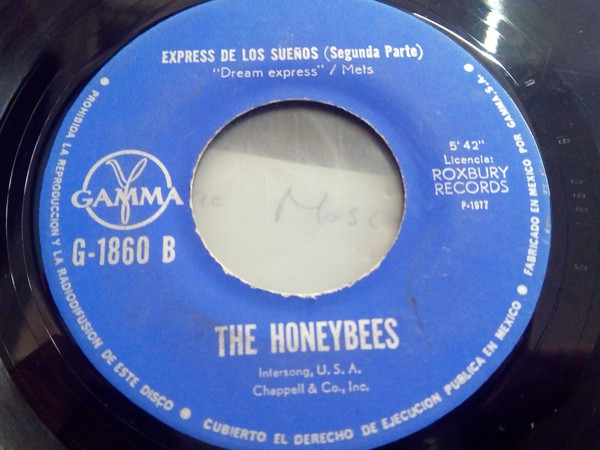 EXPRESS DE LOS SUEÑOS (Segunda Parte)
"Dream express" / Mets
5' 42"
Licencia:
ROXBURY
RECORDS
P-1977
GAMMA
G-1860 B
THE HONEYBEES
Intersong, U. S. A.
Chappell & Co., Inc.
• PROHIBIDA LA REPRODUCCION Y LA RADIODIFUSION DE ESTE DISCO • CUBIERTO EL DERECHO DE EJECUCION PUBLICA EN MEXICO • FABRICADO EN MEXICO POR GAMMA, S.A. •